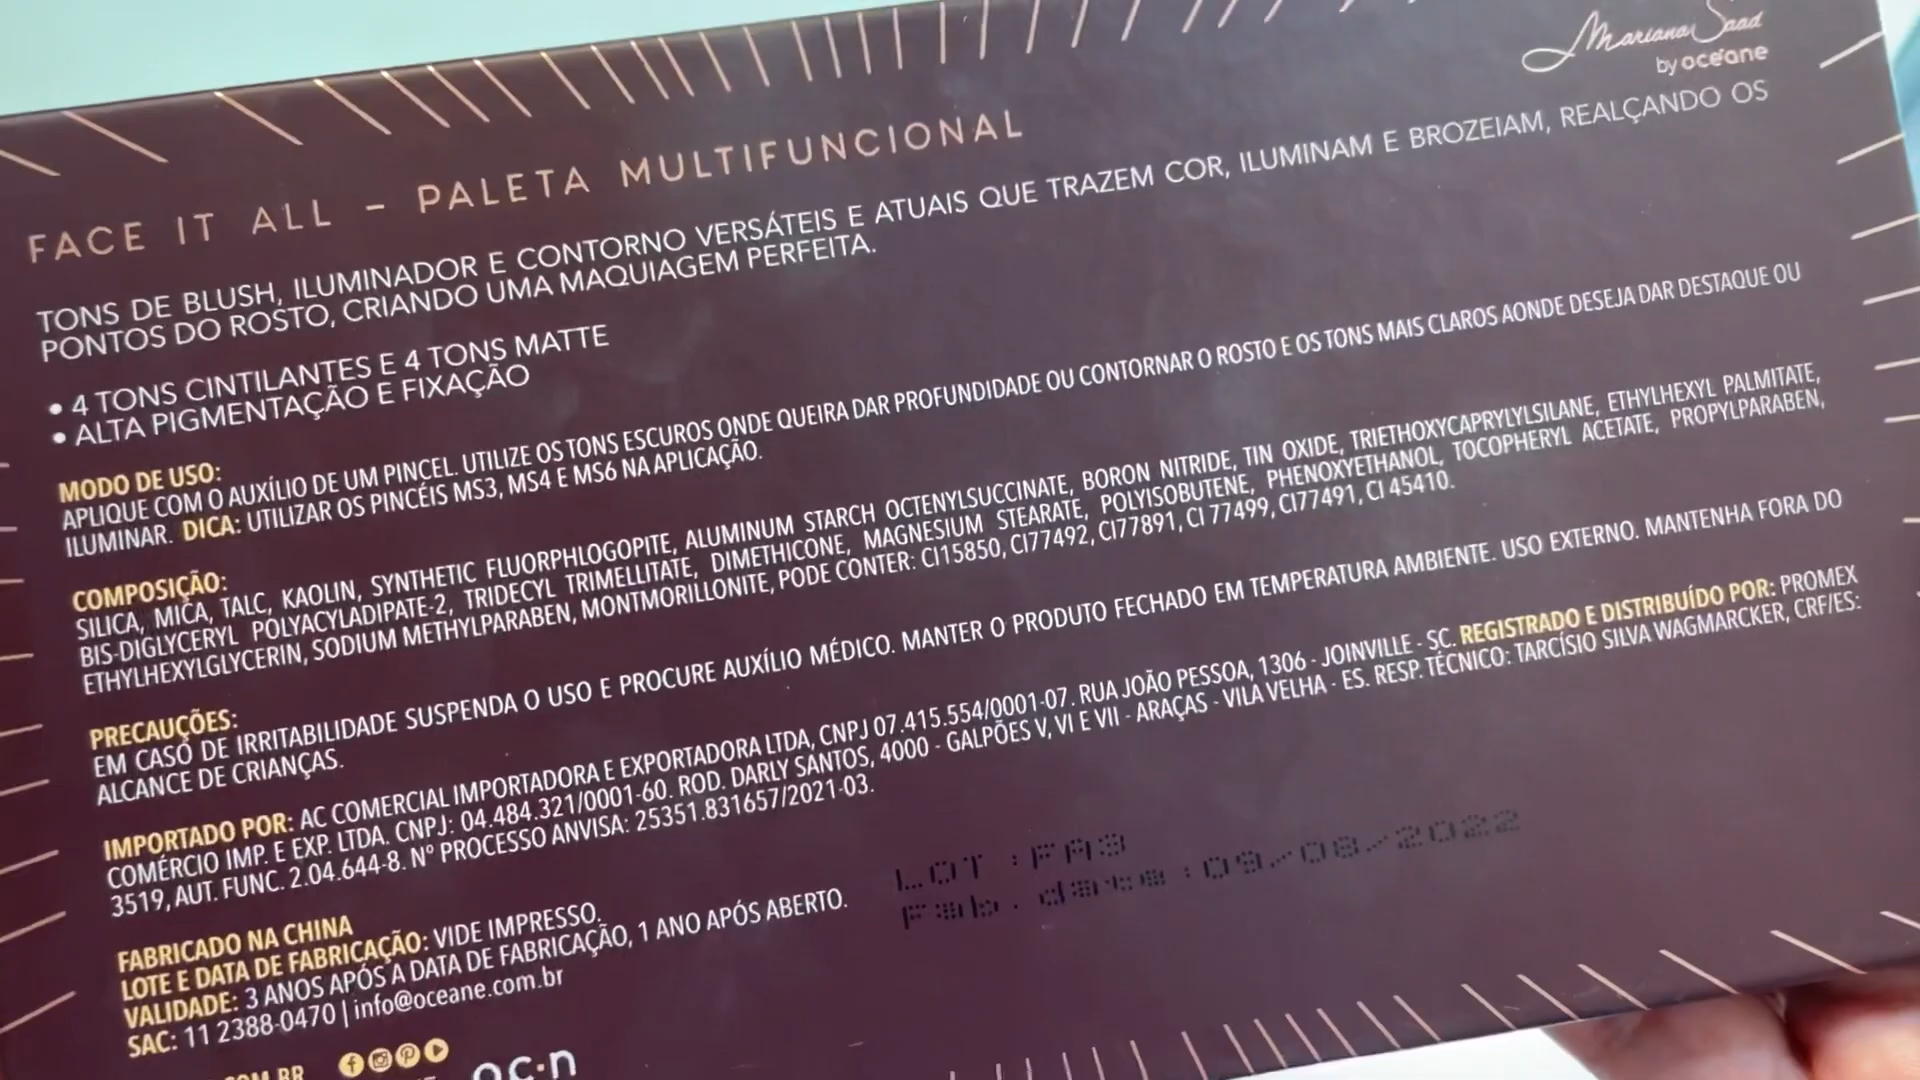 Mariana Saad
by océane
FACE IT ALL – PALETA MULTIFUNCIONAL
TONS DE BLUSH, ILUMINADOR E CONTORNO VERSÁTEIS E ATUAIS QUE TRAZEM COR, ILUMINAM E BROZEIAM, REALÇANDO OS
PONTOS DO ROSTO, CRIANDO UMA MAQUIAGEM PERFEITA.
• 4 TONS CINTILANTES E 4 TONS MATTE
• ALTA PIGMENTAÇÃO E FIXAÇÃO
MODO DE USO:
APLIQUE COM O AUXÍLIO DE UM PINCEL. UTILIZE OS TONS ESCUROS ONDE QUEIRA DAR PROFUNDIDADE OU CONTORNAR O ROSTO E OS TONS MAIS CLAROS AONDE DESEJA DAR DESTAQUE OU
ILUMINAR. DICA: UTILIZAR OS PINCÉIS MS3, MS4 E MS6 NA APLICAÇÃO.
COMPOSIÇÃO:
SILICA, MICA, TALC, KAOLIN, SYNTHETIC FLUORPHLOGOPITE, ALUMINUM STARCH OCTENYLSUCCINATE, BORON NITRIDE, TIN OXIDE, TRIETHOXYCAPRYLYLSILANE, ETHYLHEXYL PALMITATE,
BIS-DIGLYCERYL POLYACYLADIPATE-2, TRIDECYL TRIMELLITATE, DIMETHICONE, MAGNESIUM STEARATE, POLYISOBUTENE, PHENOXYETHANOL, TOCOPHERYL ACETATE, PROPYLPARABEN,
ETHYLHEXYLGLYCERIN, SODIUM METHYLPARABEN, MONTMORILLONITE, PODE CONTER: CI15850, CI77492, CI77891, CI 77499, CI77491, CI 45410.
PRECAUÇÕES:
EM CASO DE IRRITABILIDADE SUSPENDA O USO E PROCURE AUXÍLIO MÉDICO. MANTER O PRODUTO FECHADO EM TEMPERATURA AMBIENTE. USO EXTERNO. MANTENHA FORA DO
ALCANCE DE CRIANÇAS.
IMPORTADO POR: AC COMERCIAL IMPORTADORA E EXPORTADORA LTDA, CNPJ 07.415.554/0001-07. RUA JOÃO PESSOA, 1306 - JOINVILLE - SC. REGISTRADO E DISTRIBUÍDO POR: PROMEX
COMÉRCIO IMP. E EXP. LTDA. CNPJ: 04.484.321/0001-60. ROD. DARLY SANTOS, 4000 - GALPÕES V, VI E VII - ARAÇAS - VILA VELHA - ES. RESP. TÉCNICO: TARCÍSIO SILVA WAGMARCKER, CRF/ES:
3519, AUT. FUNC. 2.04.644-8. Nº PROCESSO ANVISA: 25351.831657/2021-03.
LOT :FA3
Fab. date:09/08/2022
FABRICADO NA CHINA
LOTE E DATA DE FABRICAÇÃO: VIDE IMPRESSO.
VALIDADE: 3 ANOS APÓS A DATA DE FABRICAÇÃO, 1 ANO APÓS ABERTO.
SAC: 11 2388-0470 | info@oceane.com.br